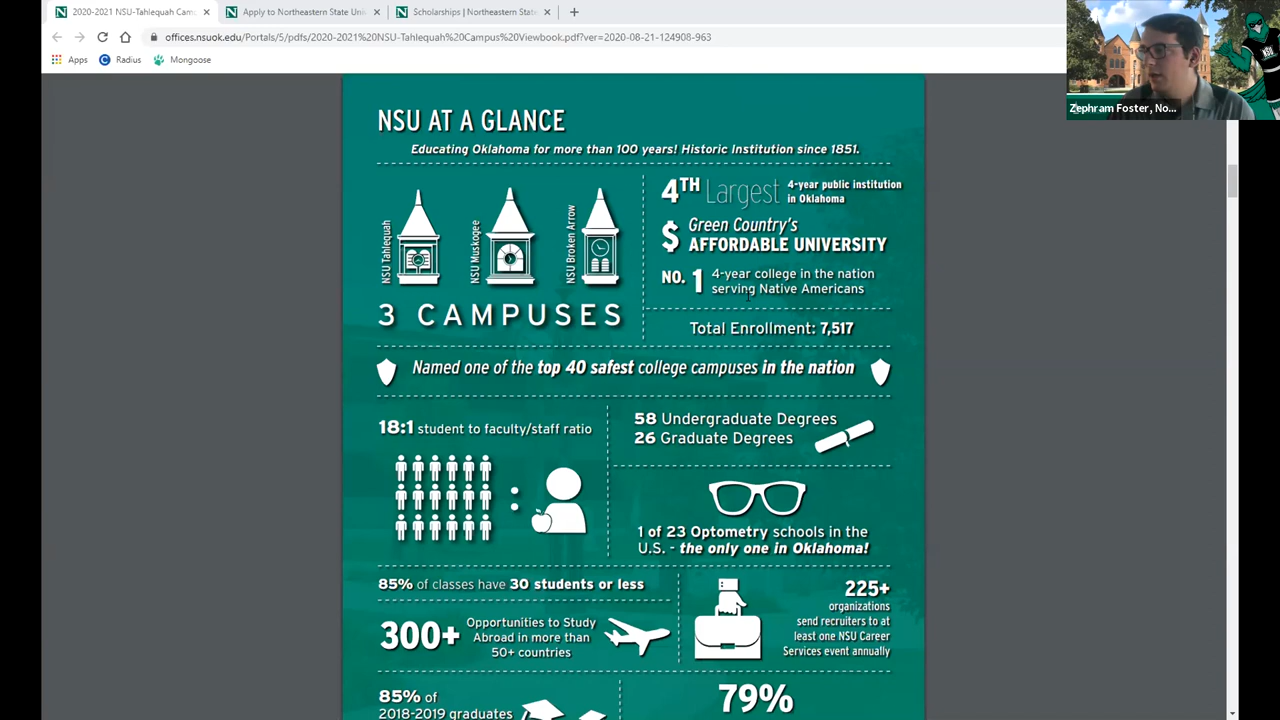 2020-2021 NSU-Tahlequah Cam
Apply to Northeastern State Uni
Scholarships | Northeastern State
offices.nsuok.edu/Portals/5/pdfs/2020-2021%20NSU-Tahlequah%20Campus%20Viewbook.pdf?ver=2020-08-21-124908-963
Apps
Radius
Mongoose
Zephram Foster, No...
NSU
NSU AT A GLANCE
Educating Oklahoma for more than 100 years! Historic Institution since 1851.
NSU Tahlequah
NSU Muskogee
NSU Broken Arrow
3 CAMPUSES
4TH Largest 4-year public institution
in Oklahoma
$ Green Country's
AFFORDABLE UNIVERSITY
NO. 1 4-year college in the nation
serving Native Americans
Total Enrollment: 7,517
Named one of the top 40 safest college campuses in the nation
18:1 student to faculty/staff ratio
58 Undergraduate Degrees
26 Graduate Degrees
1 of 23 Optometry schools in the
U.S. - the only one in Oklahoma!
85% of classes have 30 students or less
300+ Opportunities to Study
Abroad in more than
50+ countries
225+
organizations
send recruiters to at
least one NSU Career
Services event annually
85% of
2018-2019 graduates
79%